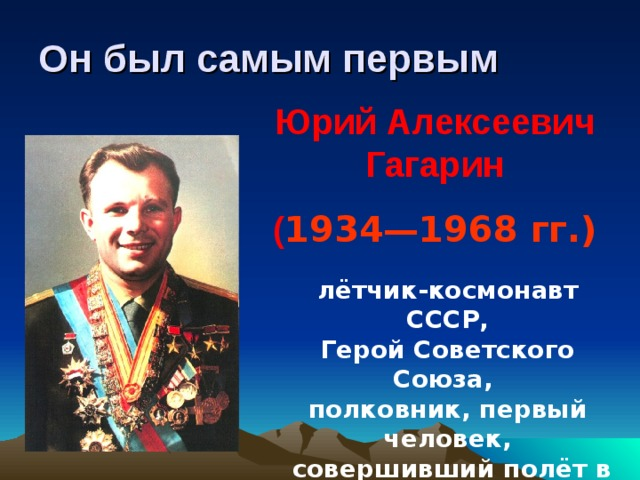 Он был самым первым
Юрий Алексеевич
Гагарин
(1934—1968 гг.)
лётчик-космонавт
СССР,
Герой Советского
Союза,
полковник, первый
человек,
совершивший полёт в